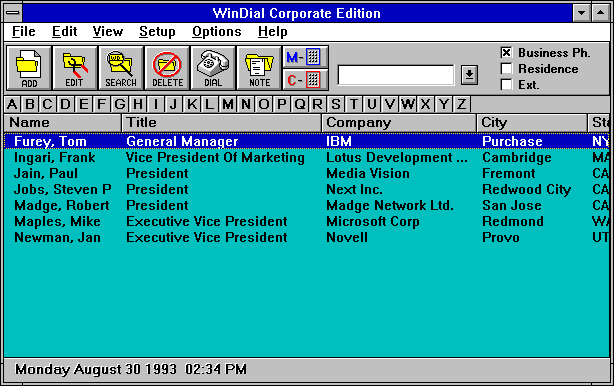 WinDial Corporate Edition
File Edit View Setup Options Help
ADD EDIT SEARCH DELETE DIAL NOTE M- C- Business Ph.
Residence
Ext.
A B C D E F G H I J K L M N O P Q R S T U V W X Y Z
Name Title Company City Sta
Furey, Tom General Manager IBM Purchase NY
Ingari, Frank Vice President Of Marketing Lotus Development ... Cambridge MA
Jain, Paul President Media Vision Fremont CA
Jobs, Steven P President Next Inc. Redwood City CA
Madge, Robert President Madge Network Ltd. San Jose CA
Maples, Mike Executive Vice President Microsoft Corp Redmond WA
Newman, Jan Executive Vice President Novell Provo UT
Monday August 30 1993 02:34 PM